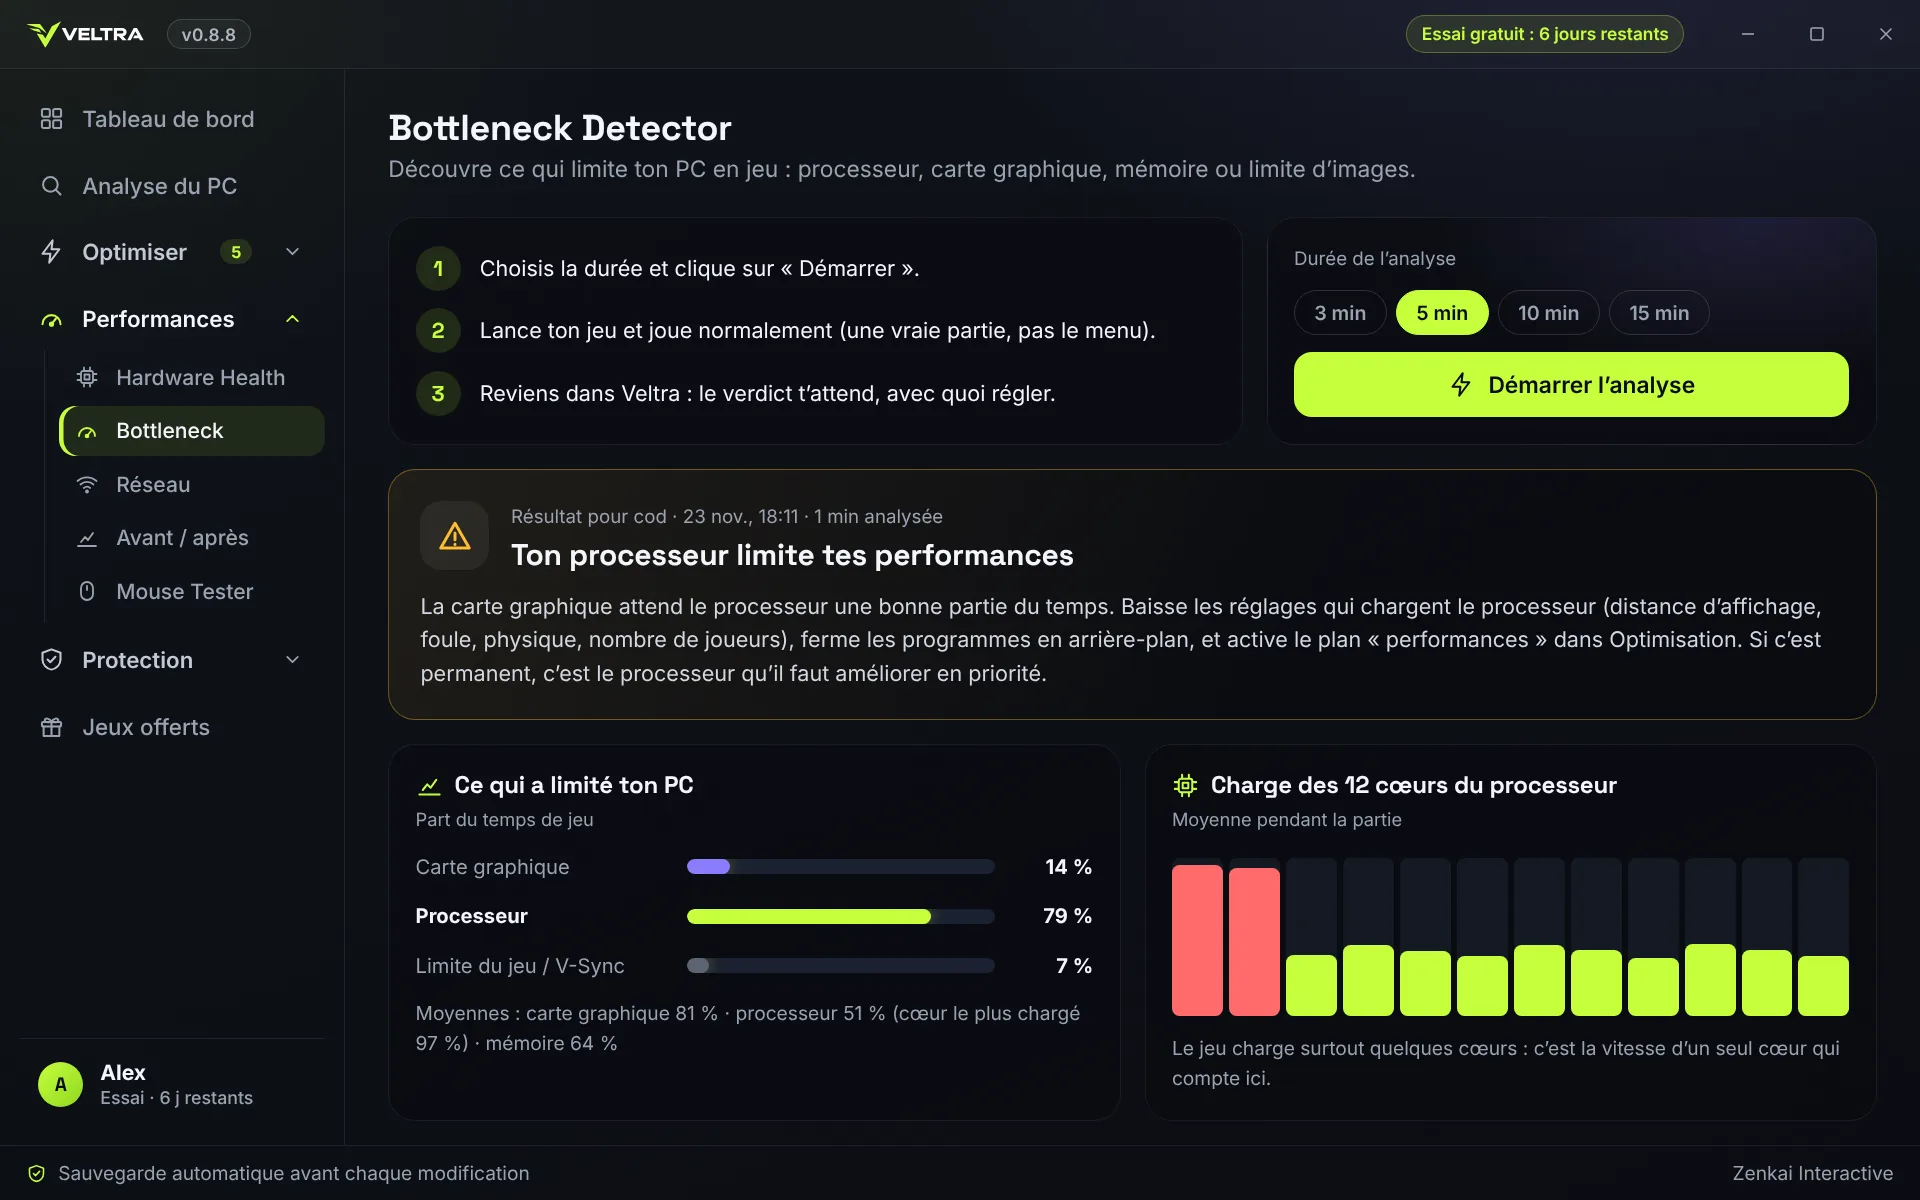 VELTRA
v0.8.8
Essai gratuit : 6 jours restants
Tableau de bord
Analyse du PC
Optimiser 5
Performances
Hardware Health
Bottleneck
Réseau
Avant / après
Mouse Tester
Protection
Jeux offerts
A
Alex
Essai · 6 j restants
Bottleneck Detector
Découvre ce qui limite ton PC en jeu : processeur, carte graphique, mémoire ou limite d’images.
1 Choisis la durée et clique sur « Démarrer ».
2 Lance ton jeu et joue normalement (une vraie partie, pas le menu).
3 Reviens dans Veltra : le verdict t’attend, avec quoi régler.
Durée de l’analyse
3 min 5 min 10 min 15 min
Démarrer l’analyse
Résultat pour cod · 23 nov., 18:11 · 1 min analysée
Ton processeur limite tes performances
La carte graphique attend le processeur une bonne partie du temps. Baisse les réglages qui chargent le processeur (distance d’affichage,
foule, physique, nombre de joueurs), ferme les programmes en arrière-plan, et active le plan « performances » dans Optimisation. Si c’est
permanent, c’est le processeur qu’il faut améliorer en priorité.
Ce qui a limité ton PC
Part du temps de jeu
Carte graphique 14 %
Processeur 79 %
Limite du jeu / V-Sync 7 %
Moyennes : carte graphique 81 % · processeur 51 % (cœur le plus chargé
97 %) · mémoire 64 %
Charge des 12 cœurs du processeur
Moyenne pendant la partie
Le jeu charge surtout quelques cœurs : c’est la vitesse d’un seul cœur qui
compte ici.
Sauvegarde automatique avant chaque modification
Zenkai Interactive